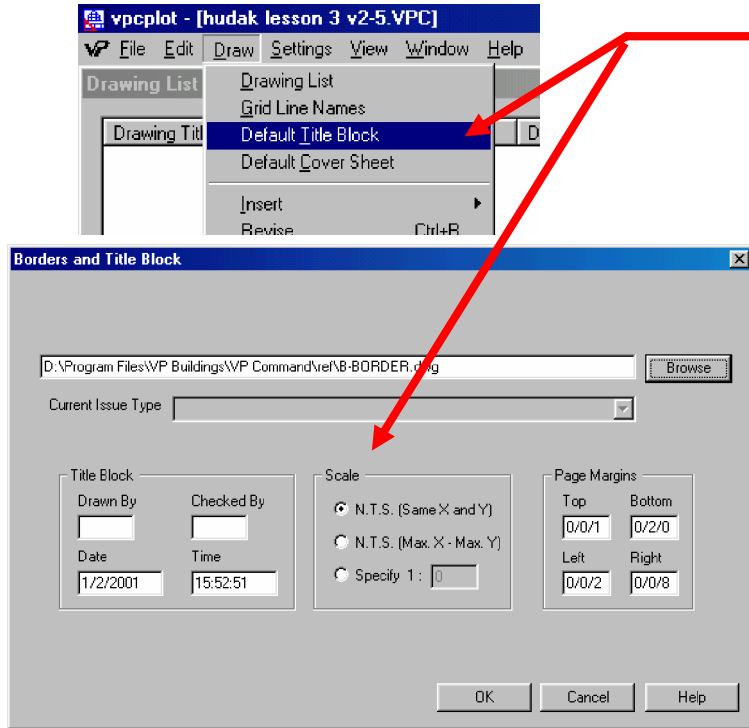 vpcplot - [hudak lesson 3 v2-5.VPC]
VP File Edit Draw Settings View Window Help
Drawing List
Drawing Titl
D
Drawing List
Grid Line Names
Default Title Block
Default Cover Sheet
Insert
Revise Ctrl+R
Borders and Title Block
D:\Program Files\VP Buildings\VP Command\ref\B-BORDER.dwg
Browse
Current Issue Type
Title Block
Drawn By Checked By
Date Time
1/2/2001 15:52:51
Scale
N.T.S. (Same X and Y)
N.T.S. (Max. X - Max. Y)
Specify 1 : 0
Page Margins
Top Bottom
0/0/1 0/2/0
Left Right
0/0/2 0/0/8
OK Cancel Help